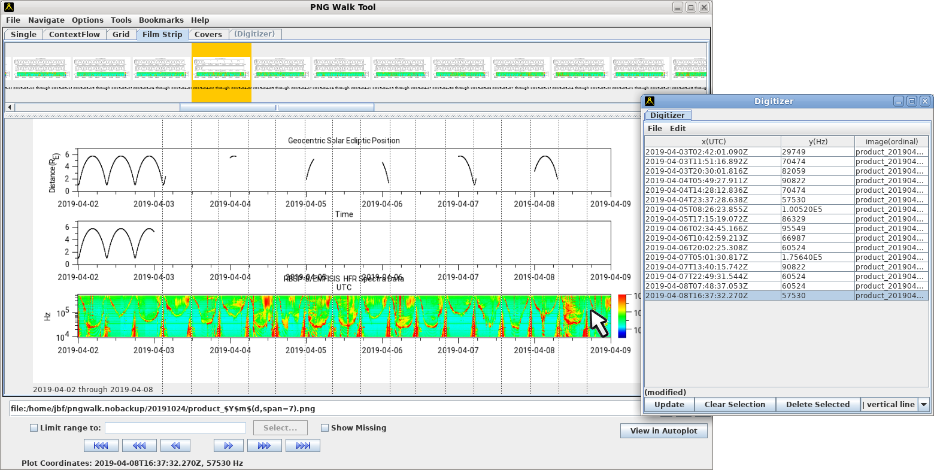 PNG Walk Tool
File Navigate Options Tools Bookmarks Help
Single ContextFlow Grid Film Strip Covers (Digitizer)
Geocentric Solar Ecliptic Position
Distance(R_E)
6
4
2
0
2019-04-02 2019-04-03 2019-04-04 2019-04-05 2019-04-06 2019-04-07 2019-04-08 2019-04-09
Time
6
4
2
0
2019-04-02 2019-04-03 2019-04-04 2019-04-06 2019-04-07 2019-04-08 2019-04-09
HFR Spectra Data
UTC
Hz
10⁵
10⁴
2019-04-02 2019-04-03 2019-04-04 2019-04-05 2019-04-06 2019-04-07 2019-04-08 2019-04-09
2019-04-02 through 2019-04-08
file:/home/jbf/pngwalk.nobackup/20191024/product_$Y$m$(d,span=7).png
Limit range to: Select... Show Missing
View in Autoplot
Plot Coordinates: 2019-04-08T16:37:32.270Z, 57530 Hz
Digitizer
Digitizer
File Edit
x(UTC) y(Hz) image(ordinal)
2019-04-03T02:42:01.090Z 29749 product_201904...
2019-04-03T11:51:16.892Z 70474 product_201904...
2019-04-03T20:30:01.816Z 82059 product_201904...
2019-04-04T05:49:27.911Z 90822 product_201904...
2019-04-04T14:28:12.836Z 70474 product_201904...
2019-04-04T23:37:28.638Z 57530 product_201904...
2019-04-05T08:26:23.855Z 1.00520E5 product_201904...
2019-04-05T17:15:19.072Z 86329 product_201904...
2019-04-06T02:34:45.166Z 95549 product_201904...
2019-04-06T10:42:59.213Z 66987 product_201904...
2019-04-06T20:02:25.308Z 60524 product_201904...
2019-04-07T05:01:30.817Z 1.75640E5 product_201904...
2019-04-07T13:40:15.742Z 90822 product_201904...
2019-04-07T22:49:31.544Z 60524 product_201904...
2019-04-08T07:48:37.053Z 60524 product_201904...
2019-04-08T16:37:32.270Z 57530 product_201904...
(modified)
Update Clear Selection Delete Selected | vertical line